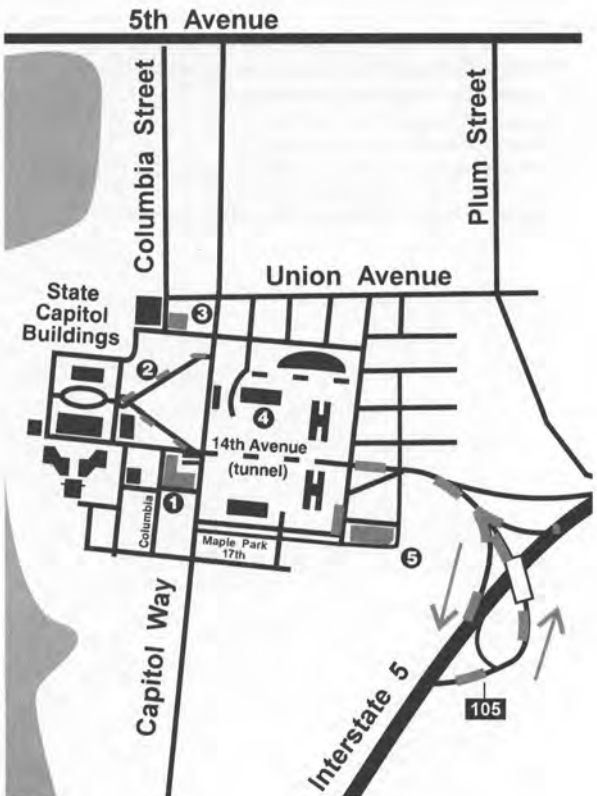 5th Avenue
Columbia Street
Plum Street
Union Avenue
State
Capitol
Buildings
3
2
4
14th Avenue
(tunnel)
1
Columbia
Maple Park
17th
5
Capitol Way
Interstate 5
105